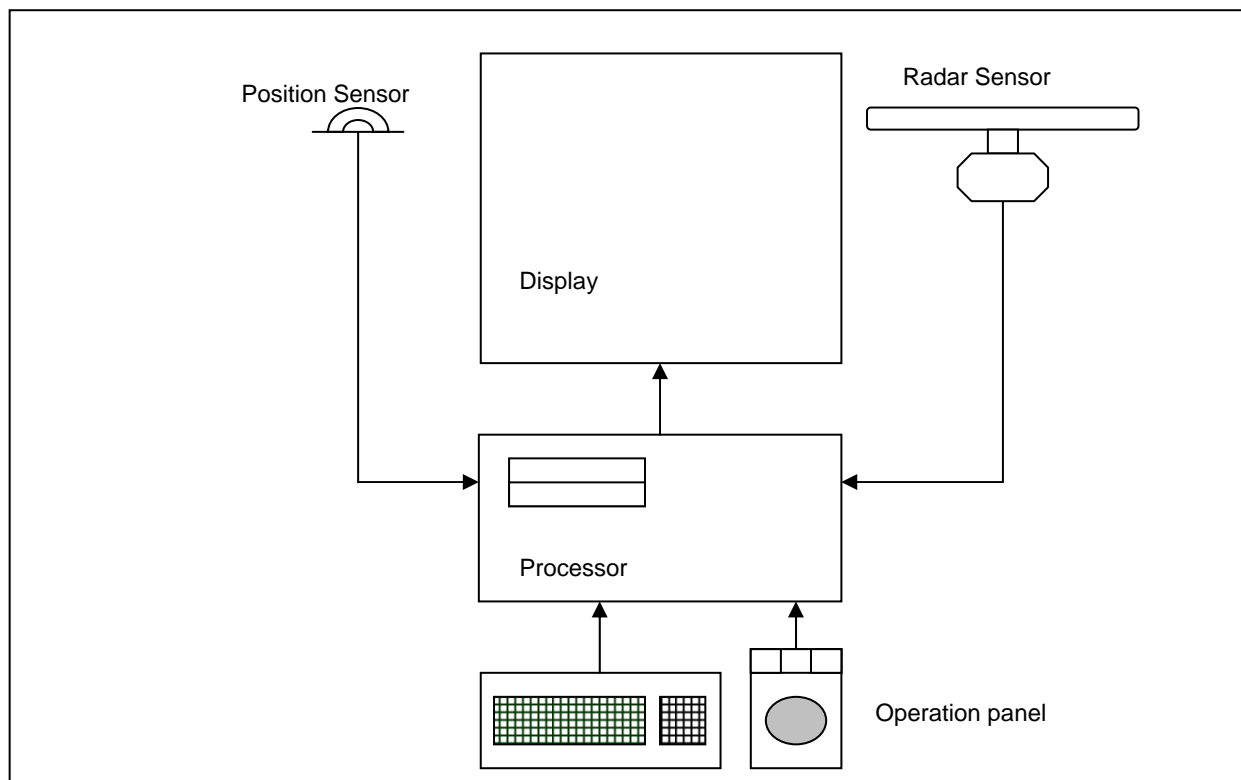 Position Sensor
Radar Sensor
Display
Processor
Operation panel